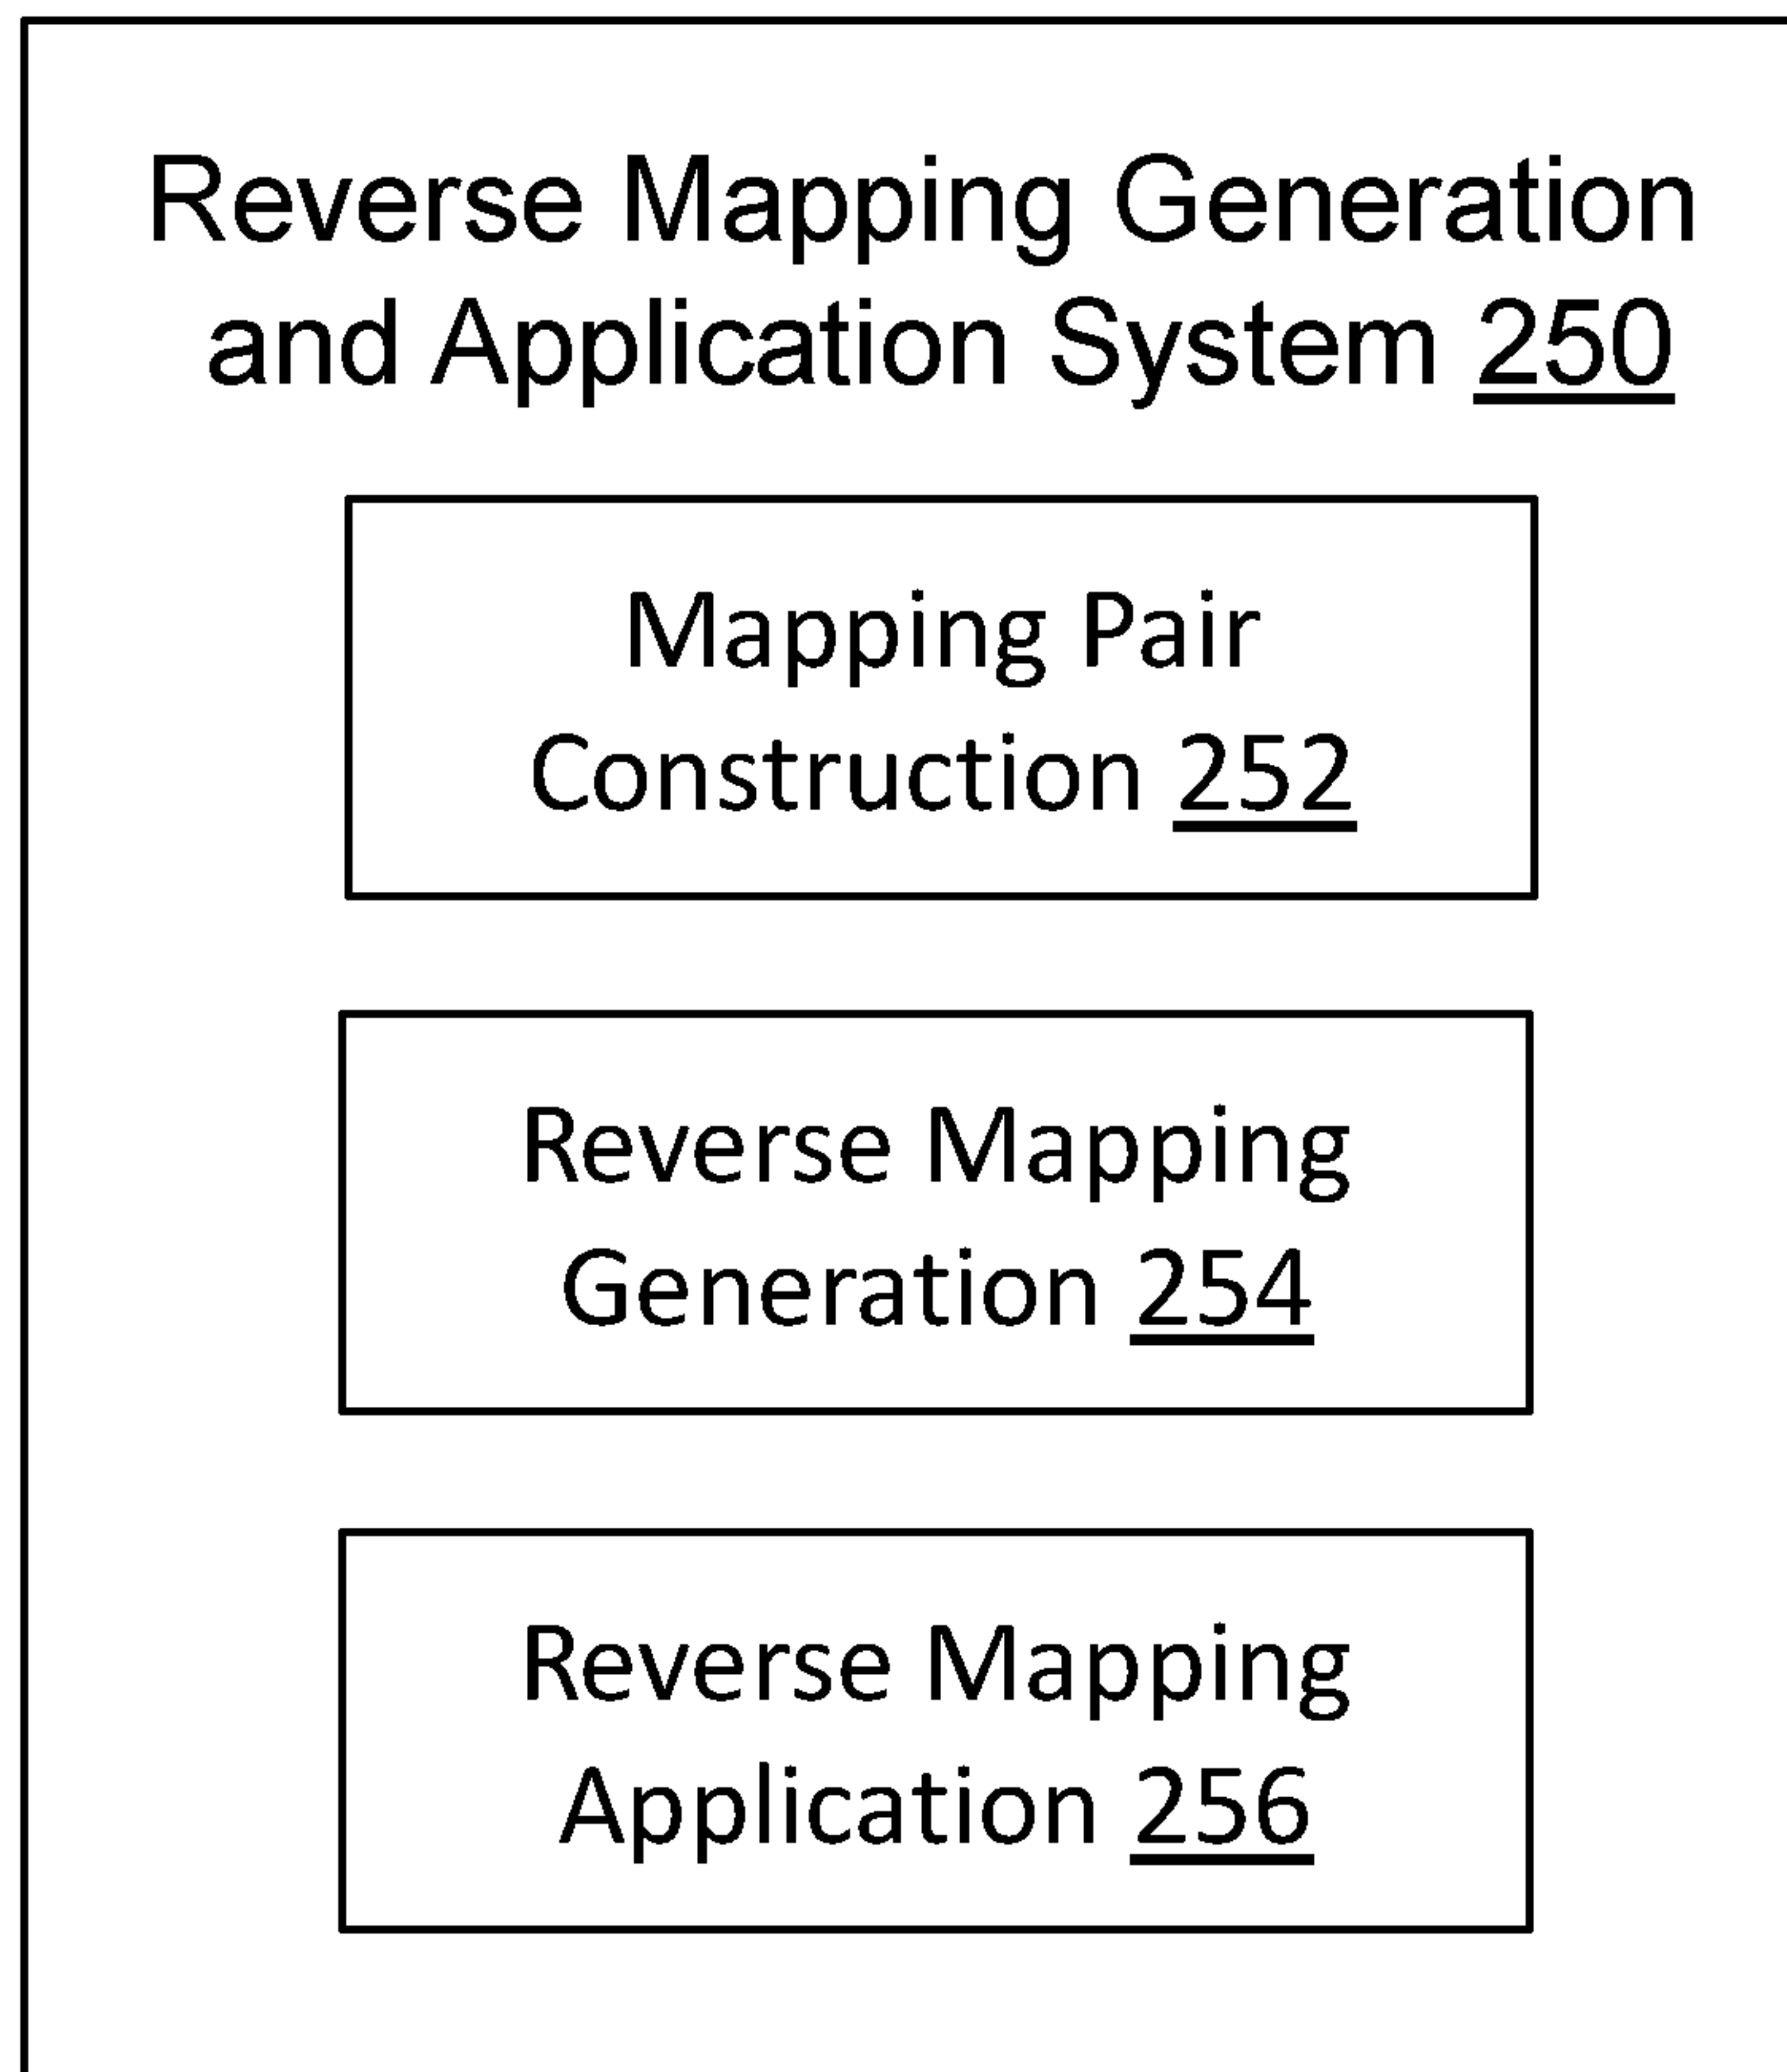 Reverse Mapping Generation
and Application System 250
Mapping Pair
Construction 252
Reverse Mapping
Generation 254
Reverse Mapping
Application 256